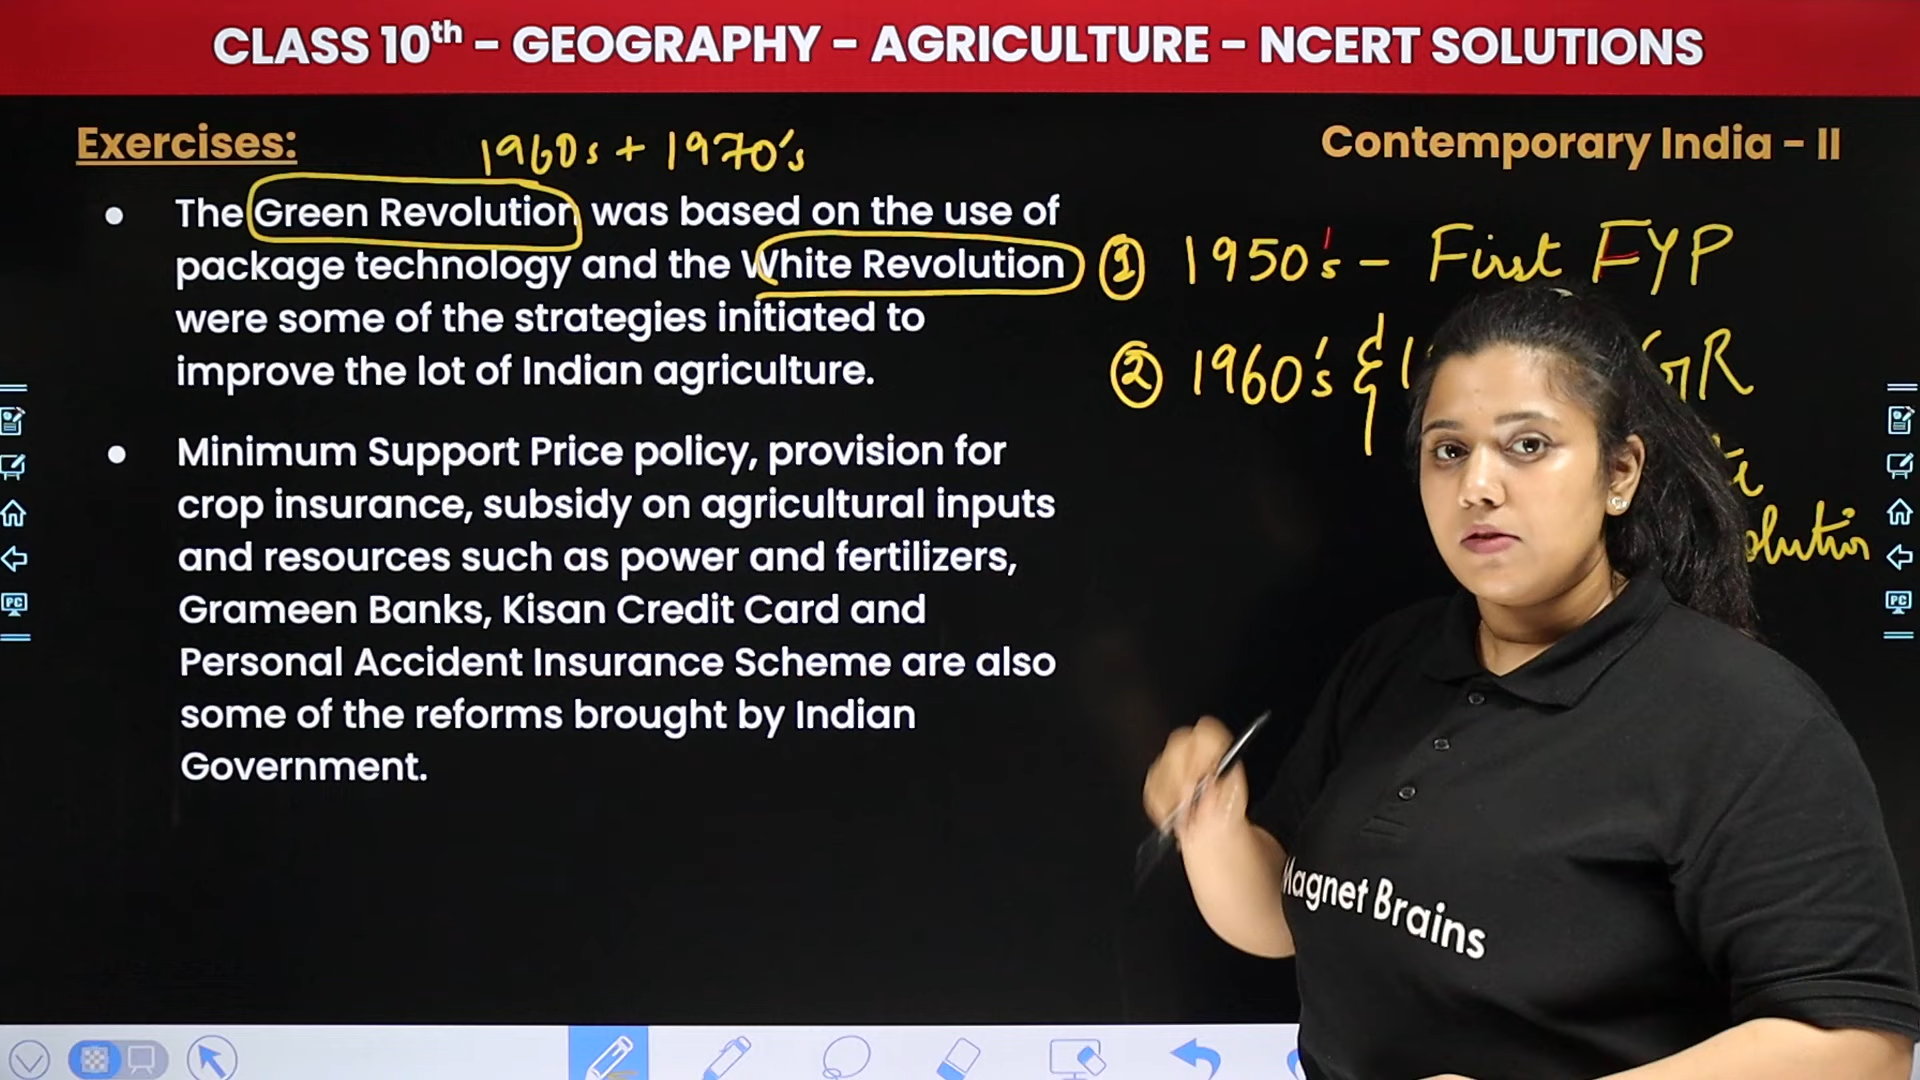 CLASS 10th - GEOGRAPHY - AGRICULTURE - NCERT SOLUTIONS
Exercises:
1960s + 1970's
Contemporary India - II
• The Green Revolution was based on the use of
package technology and the White Revolution
were some of the strategies initiated to
improve the lot of Indian agriculture.
• Minimum Support Price policy, provision for
crop insurance, subsidy on agricultural inputs
and resources such as power and fertilizers,
Grameen Banks, Kisan Credit Card and
Personal Accident Insurance Scheme are also
some of the reforms brought by Indian
Government.
① 1950's - First FYP
② 1960's & GR
Magnet Brains
PC
PC